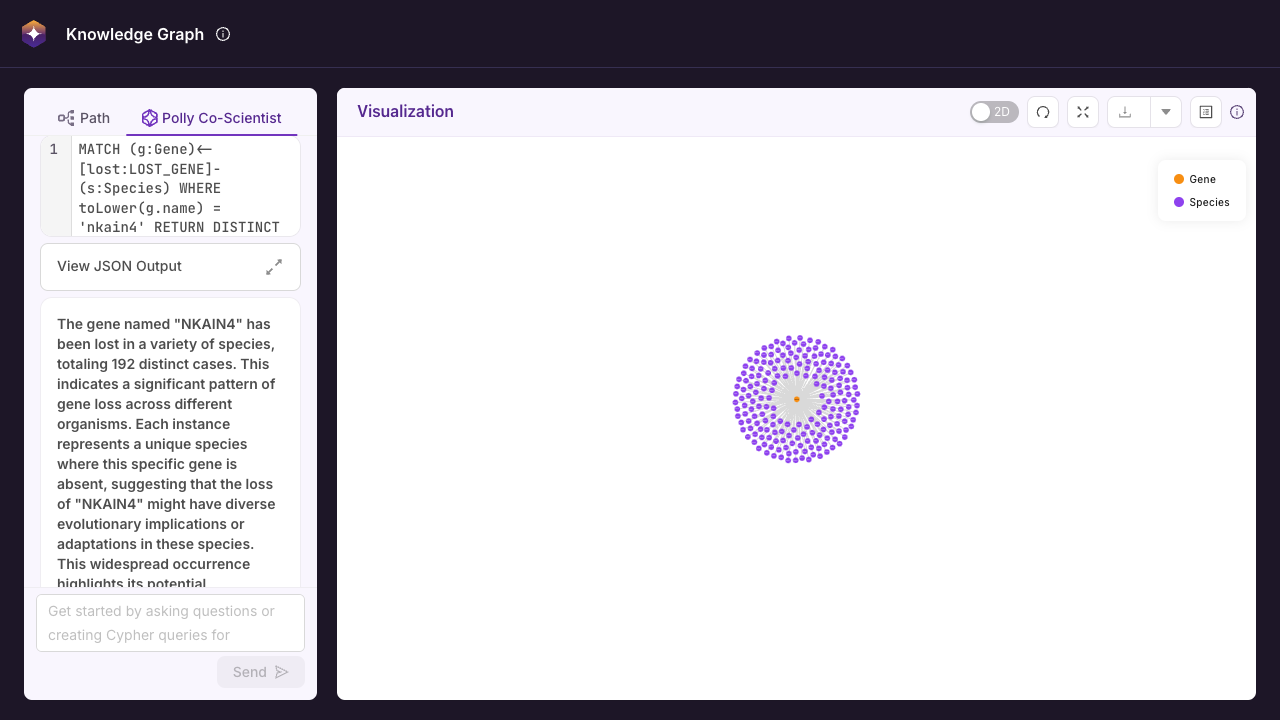 Knowledge Graph
Path
Polly Co-Scientist
1
MATCH (g:Gene)<-
[lost:LOST_GENE]-
(s:Species) WHERE
toLower(g.name) =
'nkain4' RETURN DISTINCT
View JSON Output
The gene named "NKAIN4" has
been lost in a variety of species,
totaling 192 distinct cases. This
indicates a significant pattern of
gene loss across different
organisms. Each instance
represents a unique species
where this specific gene is
absent, suggesting that the loss
of "NKAIN4" might have diverse
evolutionary implications or
adaptations in these species.
This widespread occurrence
highlights its potential
Get started by asking questions or
creating Cypher queries for
Send
Visualization
2D
Gene
Species